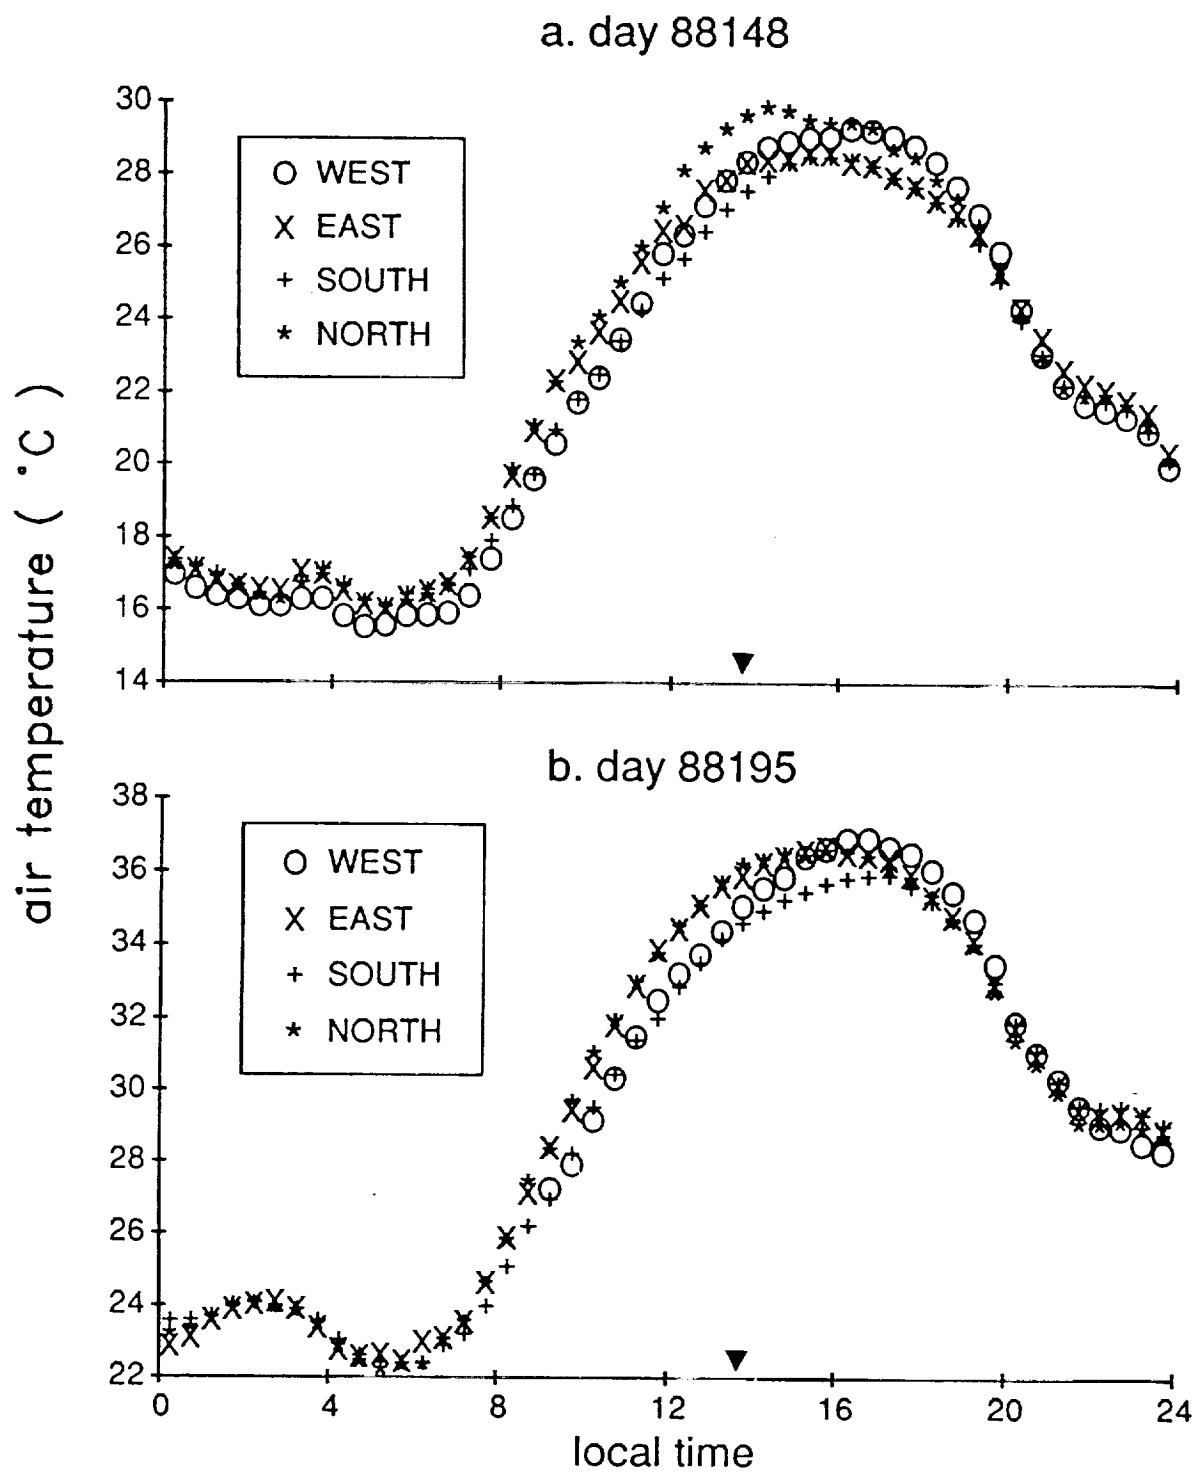 a. day 88148
30
28
26
24
22
20
18
16
14
WEST
EAST
SOUTH
NORTH
air temperature ( °C )
b. day 88195
38
36
34
32
30
28
26
24
22
WEST
EAST
SOUTH
NORTH
0 4 8 12 16 20 24
local time